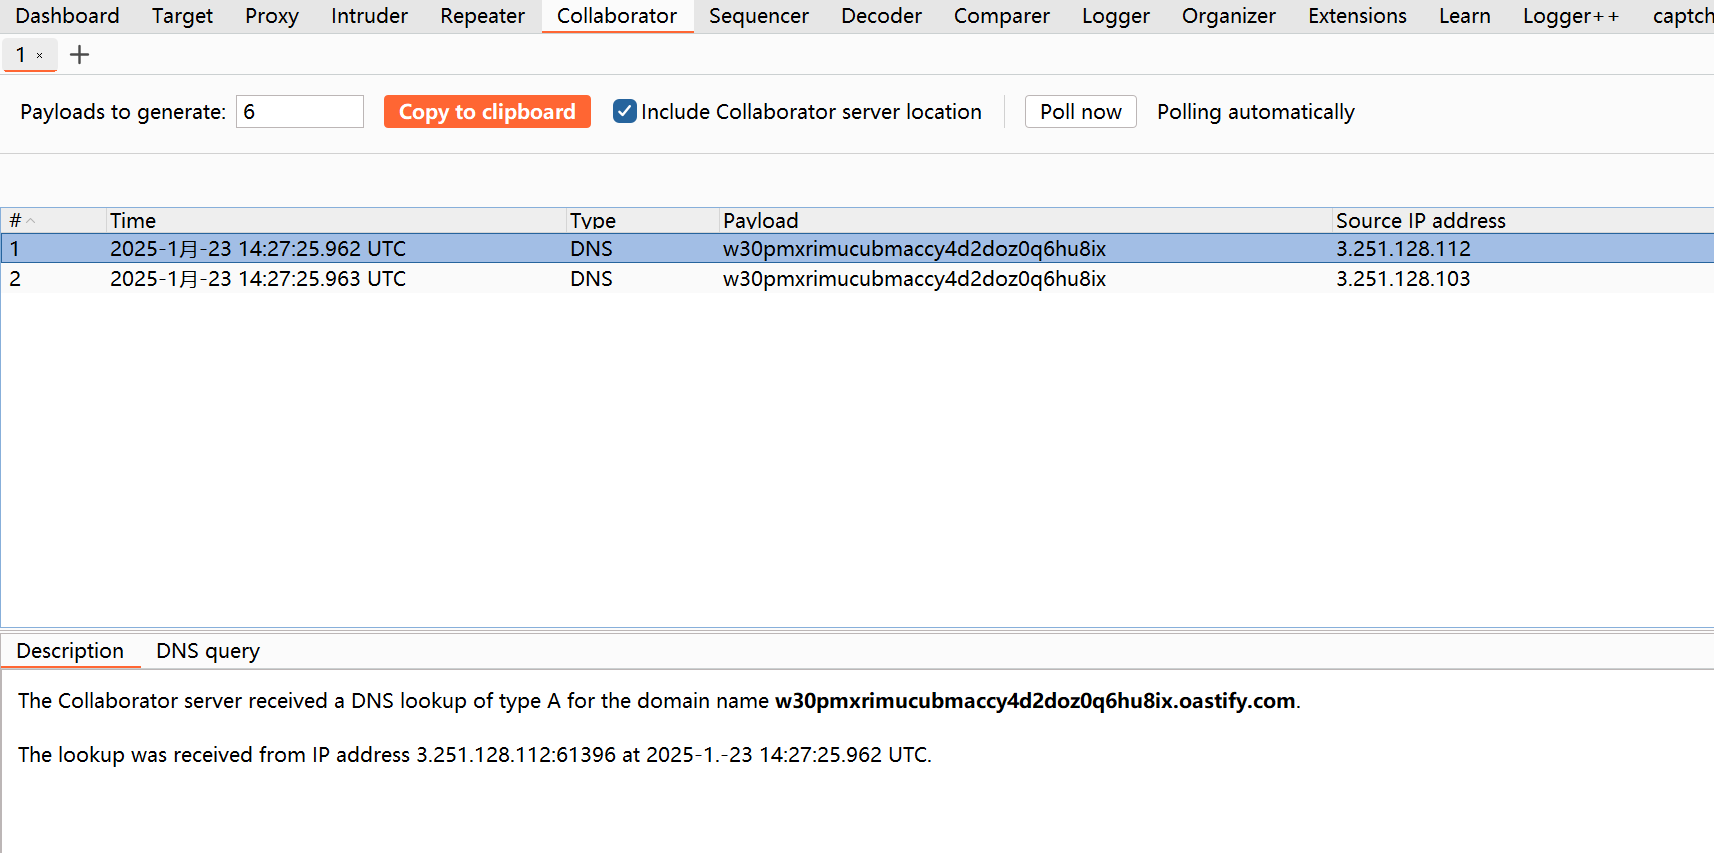 Dashboard Target Proxy Intruder Repeater Collaborator Sequencer Decoder Comparer Logger Organizer Extensions Learn Logger++ captch
1 × +
Payloads to generate: 6 Copy to clipboard Include Collaborator server location Poll now Polling automatically
# Time Type Payload Source IP address
1 2025-1月-23 14:27:25.962 UTC DNS w30pmxrimucubmaccy4d2doz0q6hu8ix 3.251.128.112
2 2025-1月-23 14:27:25.963 UTC DNS w30pmxrimucubmaccy4d2doz0q6hu8ix 3.251.128.103
Description DNS query
The Collaborator server received a DNS lookup of type A for the domain name w30pmxrimucubmaccy4d2doz0q6hu8ix.oastify.com.
The lookup was received from IP address 3.251.128.112:61396 at 2025-1.-23 14:27:25.962 UTC.